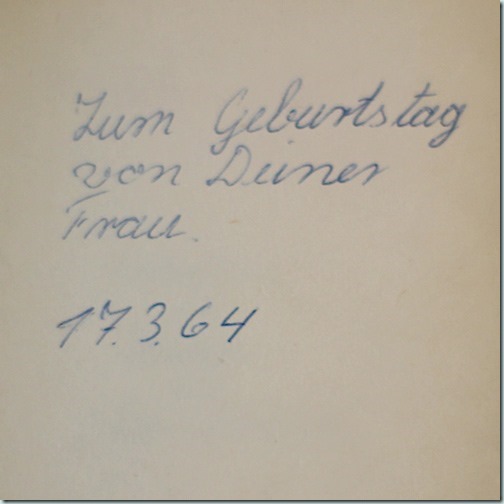 Zum Geburtstag
von Deiner
Frau.
17.3.64